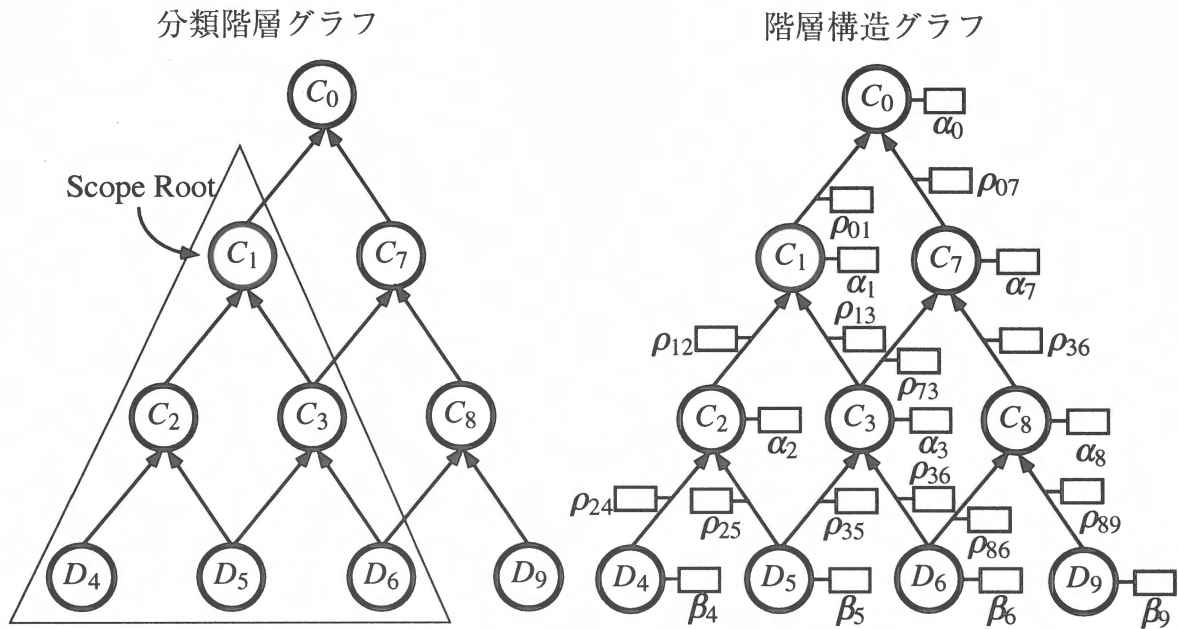 分類階層グラフ
階層構造グラフ
C0
Scope Root
C1
C7
C2
C3
C8
D4
D5
D6
D9
C0
α0
ρ01
ρ07
C1
α1
C7
α7
ρ12
ρ13
ρ73
ρ36
C2
α2
C3
α3
C8
α8
ρ24
ρ25
ρ35
ρ36
ρ86
ρ89
D4
β4
D5
β5
D6
β6
D9
β9